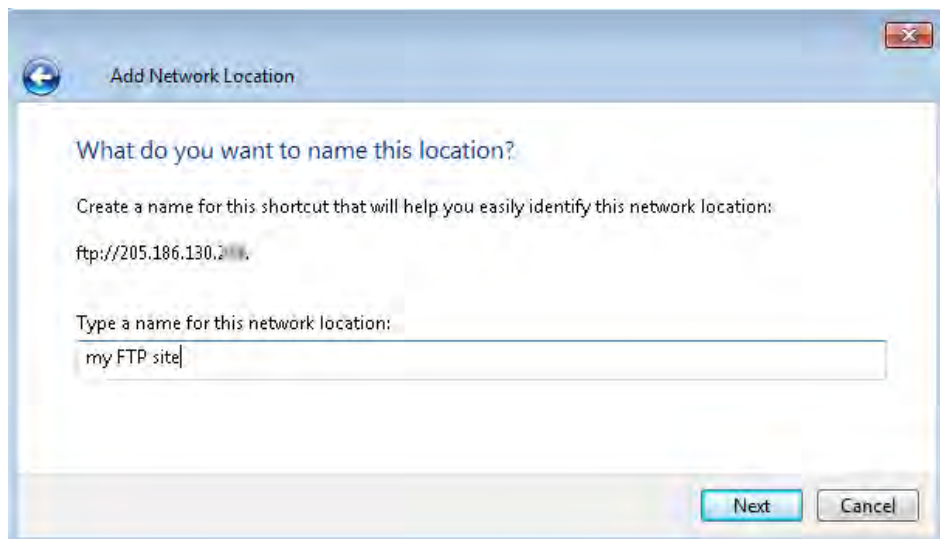 Add Network Location
What do you want to name this location?
Create a name for this shortcut that will help you easily identify this network location:
ftp://205.186.130.
Type a name for this network location:
my FTP site
Next
Cancel